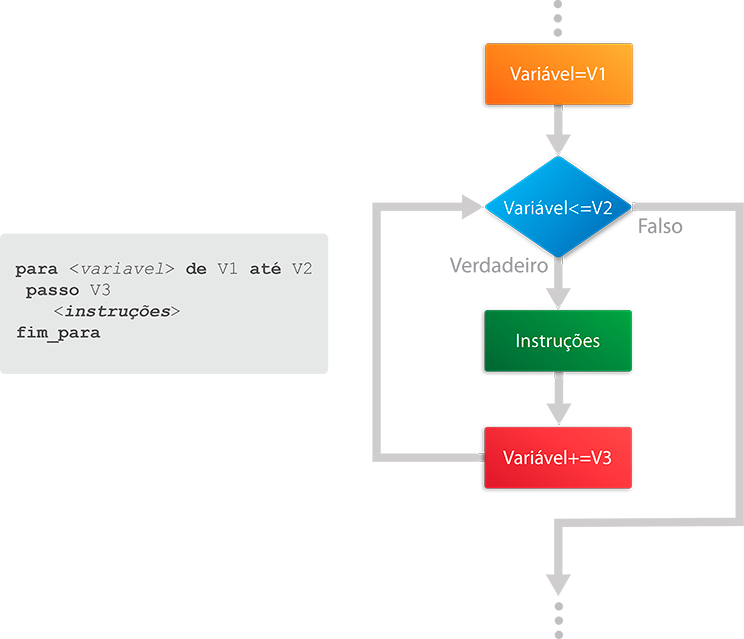 para <variavel> de V1 até V2
passo V3
<instruções>
fim_para
Variável=V1
Variável<=V2
Falso
Verdadeiro
Instruções
Variável+=V3